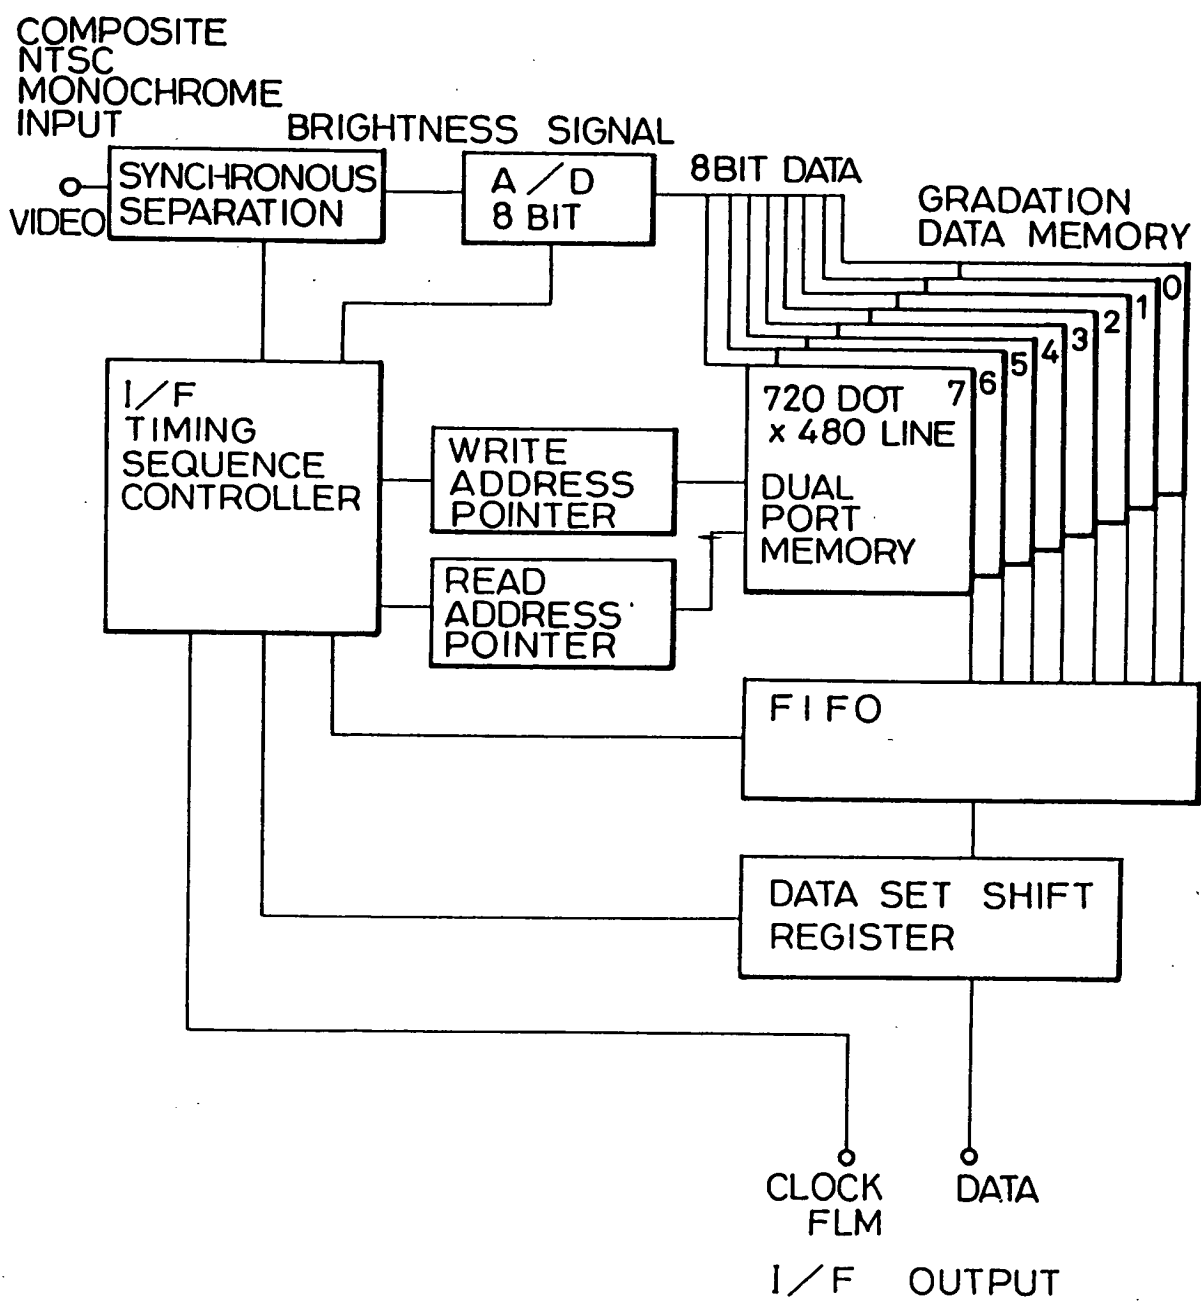 COMPOSITE
NTSC
MONOCHROME
INPUT
BRIGHTNESS SIGNAL
VIDEO
SYNCHRONOUS
SEPARATION
A/D
8 BIT
8BIT DATA
GRADATION
DATA MEMORY
0
1
2
3
4
5
6
7
720 DOT
x 480 LINE
DUAL
PORT
MEMORY
I/F
TIMING
SEQUENCE
CONTROLLER
WRITE
ADDRESS
POINTER
READ
ADDRESS
POINTER
FIFO
DATA SET SHIFT
REGISTER
CLOCK
FLM
DATA
I/F OUTPUT